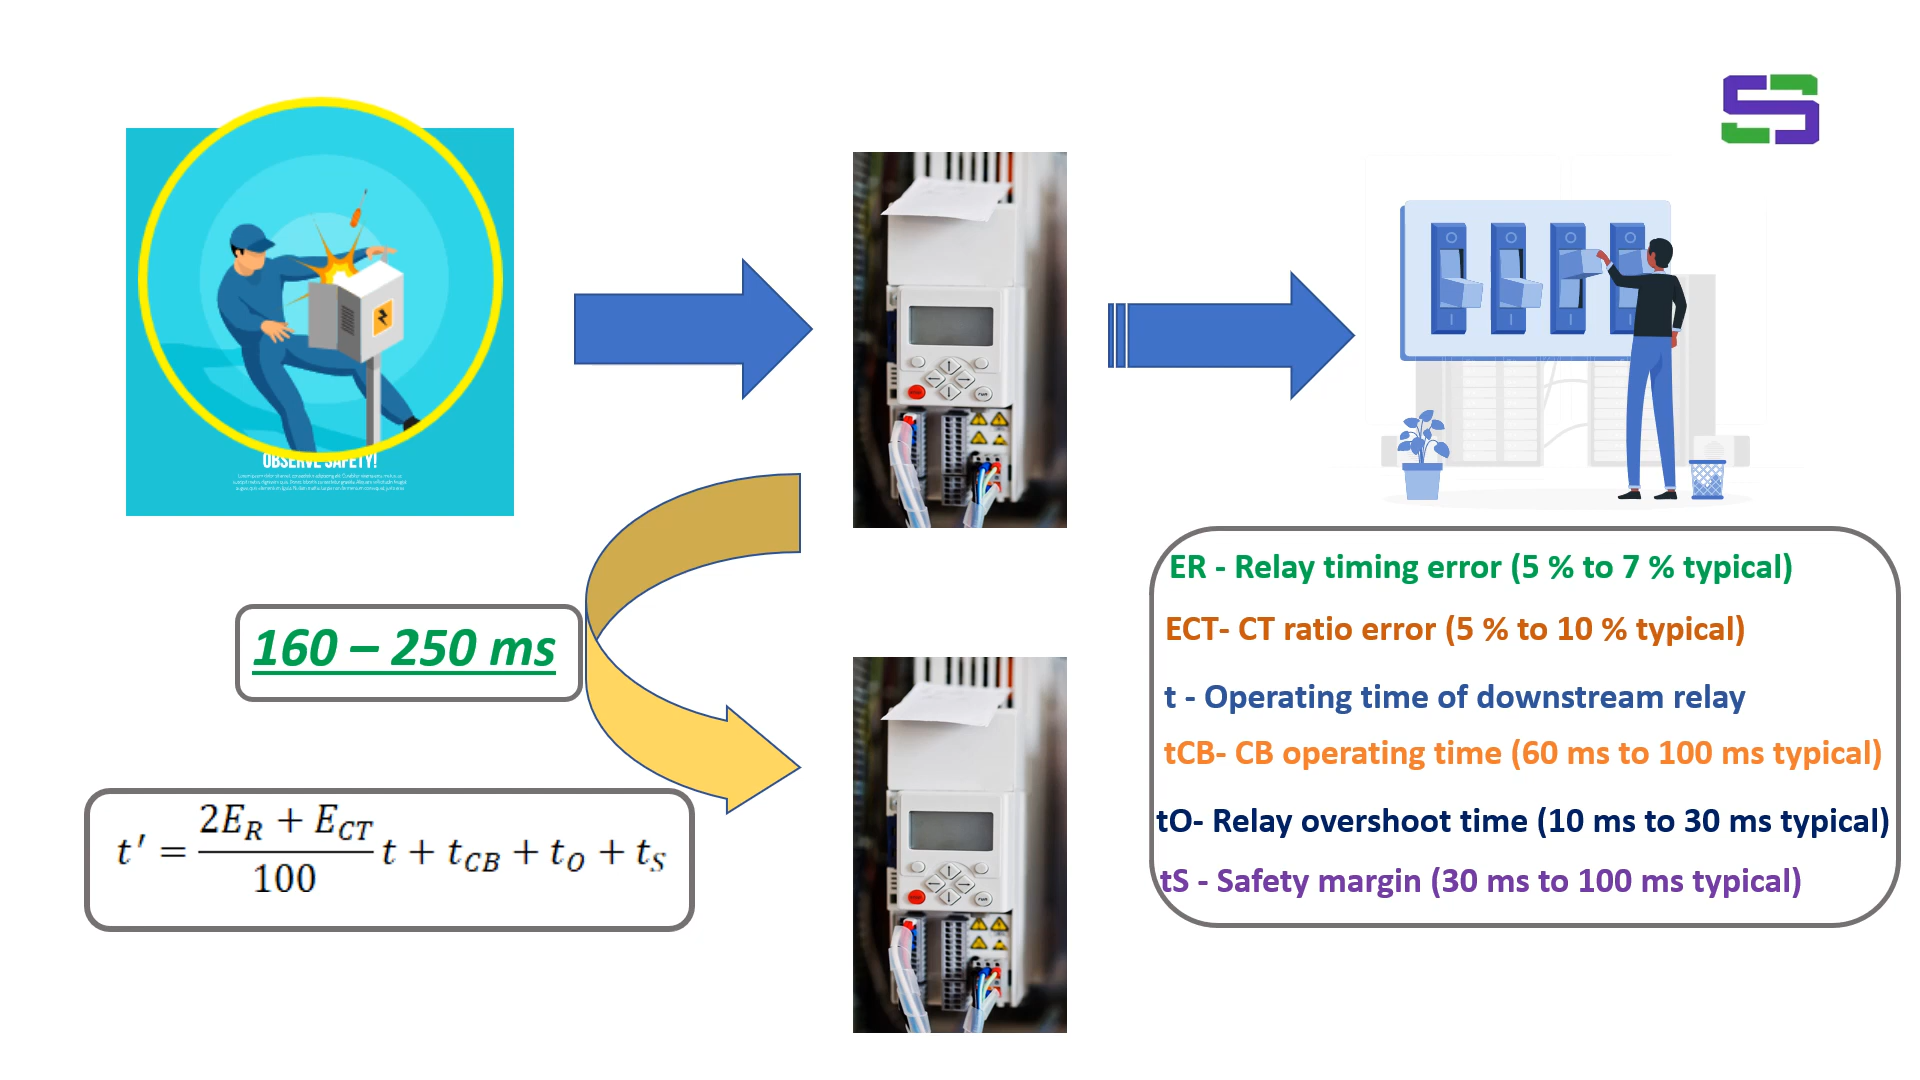 OBSERVE SAFETY!
160 – 250 ms
t′ = (2E_R + E_CT)/100 t + t_CB + t_O + t_S
ER - Relay timing error (5 % to 7 % typical)
ECT- CT ratio error (5 % to 10 % typical)
t - Operating time of downstream relay
tCB- CB operating time (60 ms to 100 ms typical)
tO- Relay overshoot time (10 ms to 30 ms typical)
tS - Safety margin (30 ms to 100 ms typical)